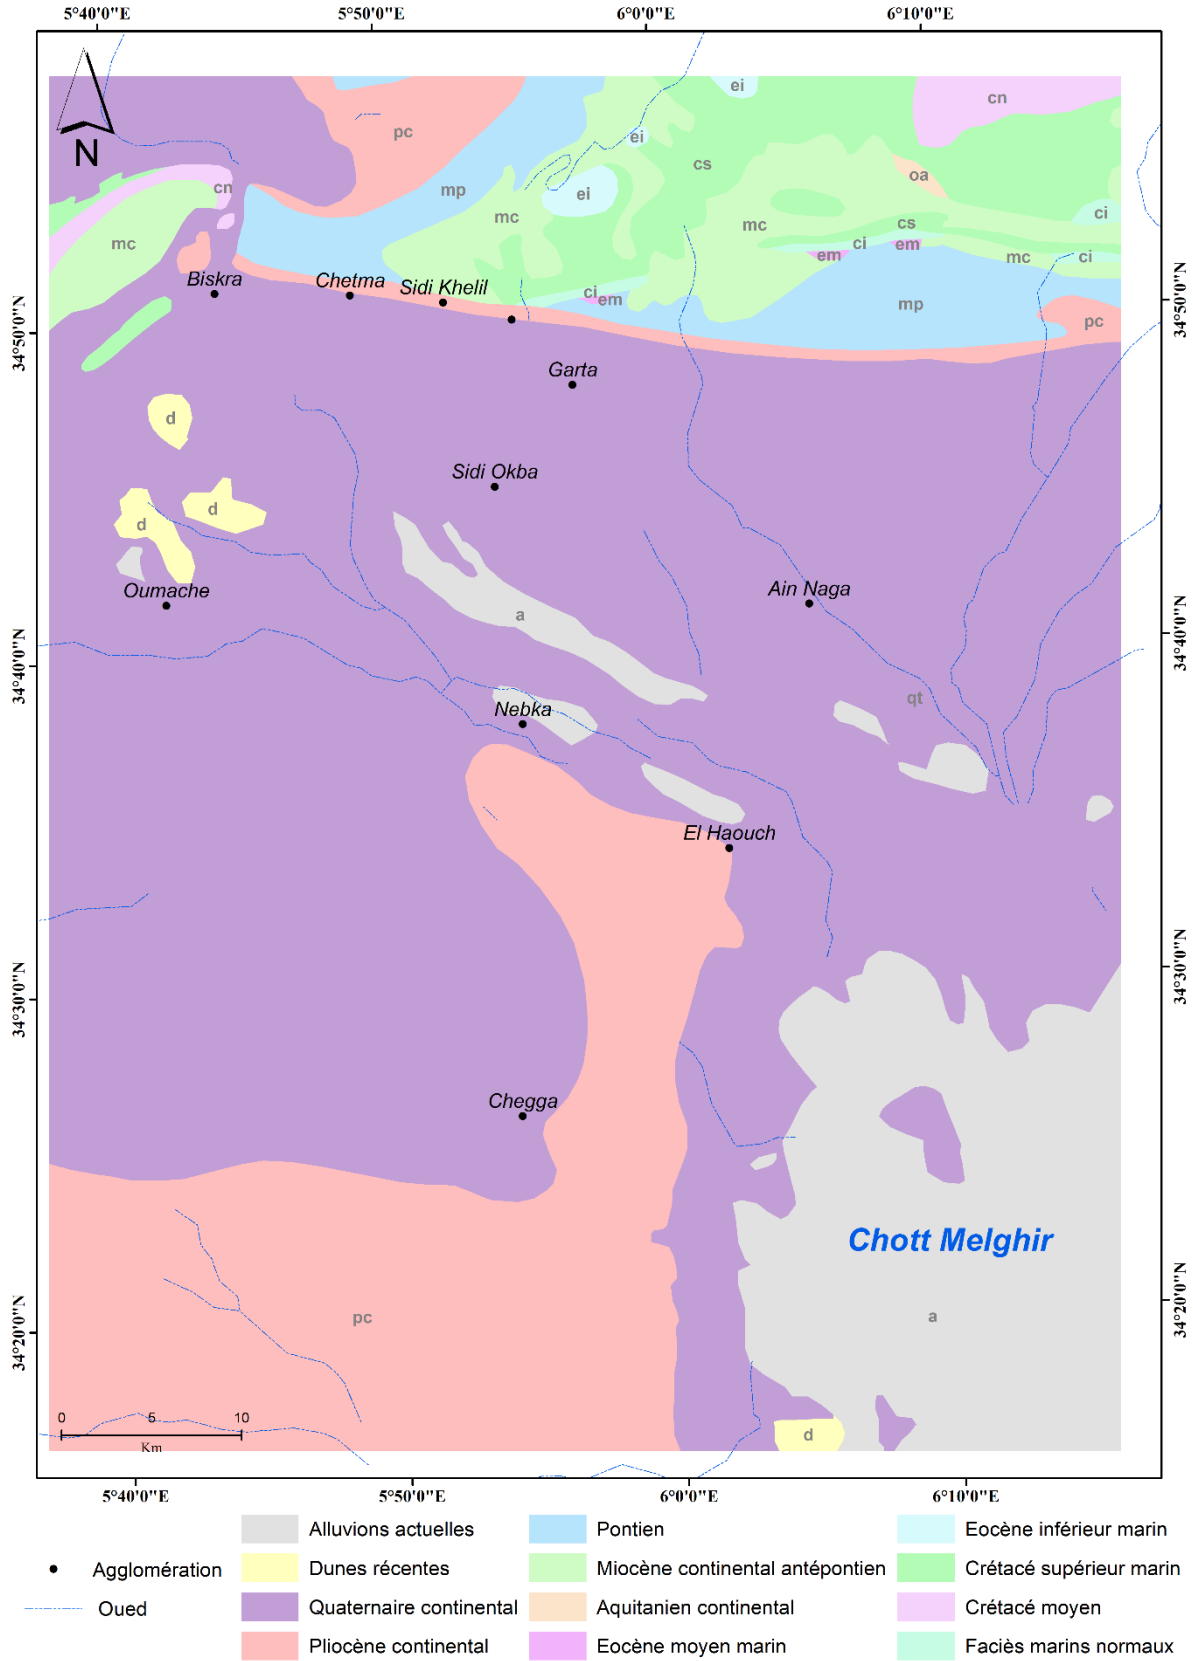 5°40'0"E 5°50'0"E 6°0'0"E 6°10'0"E
N
ei cn
pc
ei
cs
oa
cn mp ei
mc
mc cs ci
mc
ci em
em mc ci
Biskra Chetma Sidi Khelil
ci em
mp
pc
34°50'0"N 34°50'0"N
Garta
d
Sidi Okba
d
d
Oumache
Ain Naga
a
34°40'0"N 34°40'0"N
qt
Nebka
El Haouch
34°30'0"N 34°30'0"N
Chegga
Chott Melghir
pc a
34°20'0"N 34°20'0"N
0 5 10
Km
d
5°40'0"E 5°50'0"E 6°0'0"E 6°10'0"E
Agglomération
Oued
Alluvions actuelles
Dunes récentes
Quaternaire continental
Pliocène continental
Pontien
Miocène continental antépontien
Aquitanien continental
Eocène moyen marin
Eocène inférieur marin
Crétacé supérieur marin
Crétacé moyen
Faciès marins normaux